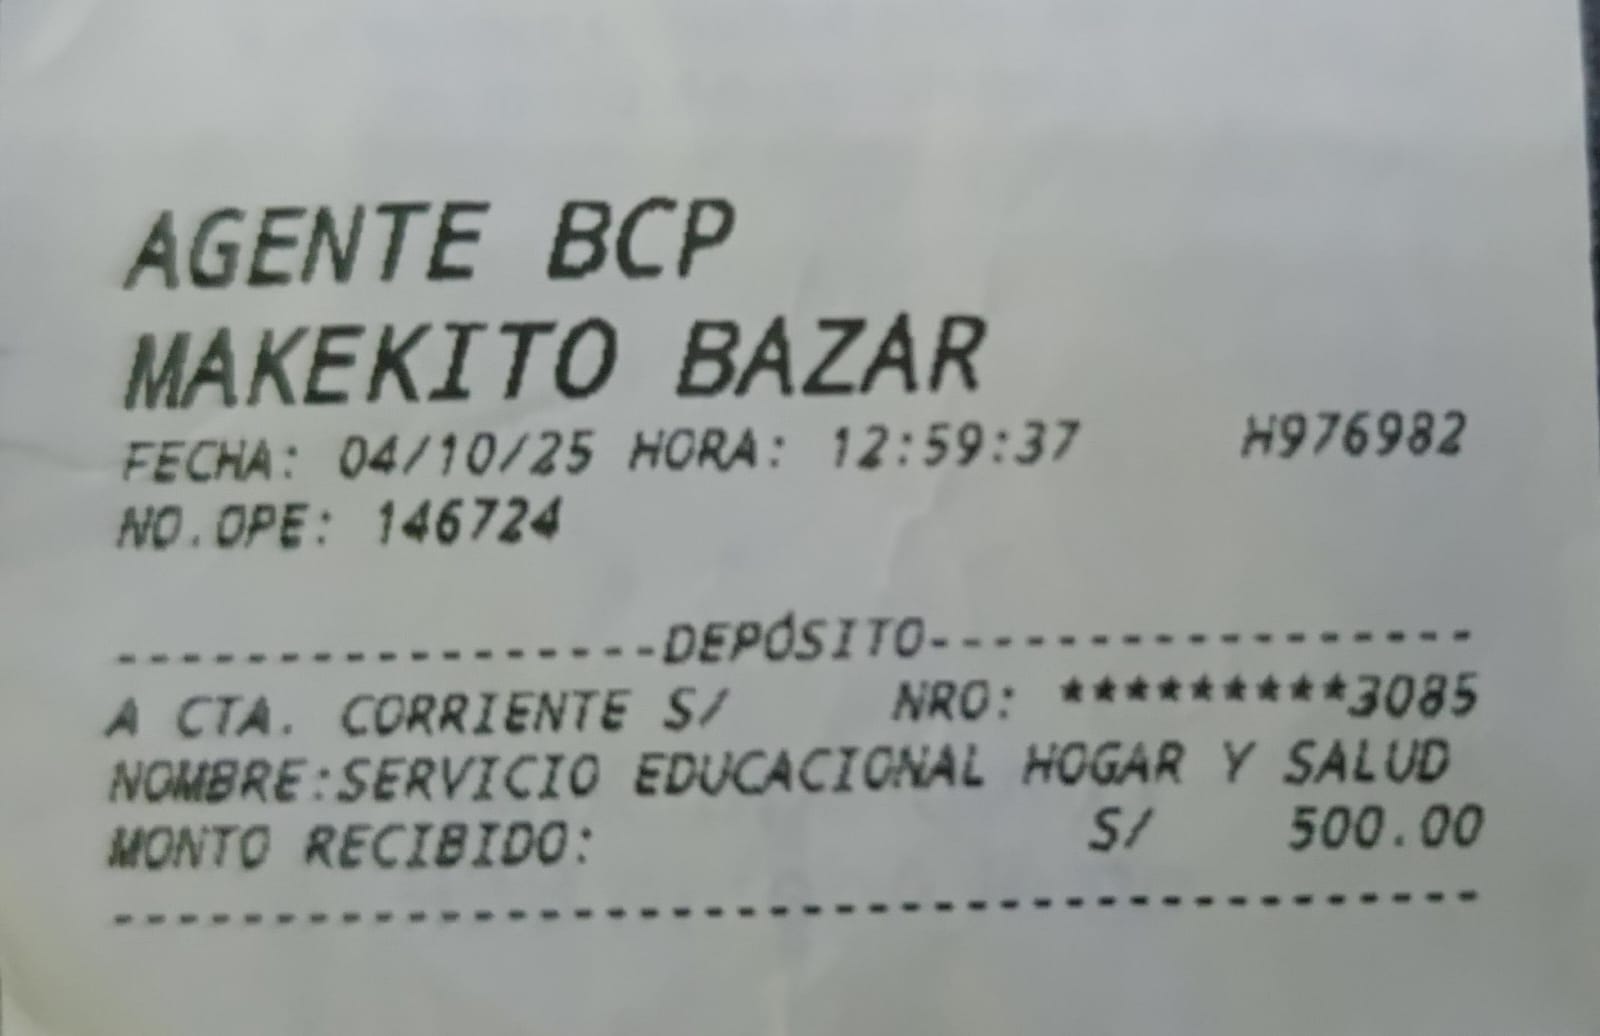 AGENTE BCP
MAKEKITO BAZAR
FECHA: 04/10/25 HORA: 12:59:37 H976982
NO.OPE: 146724
-----------------DEPÓSITO-----------------
A CTA. CORRIENTE S/ NRO: *********3085
NOMBRE:SERVICIO EDUCACIONAL HOGAR Y SALUD
MONTO RECIBIDO: S/ 500.00
------------------------------------------